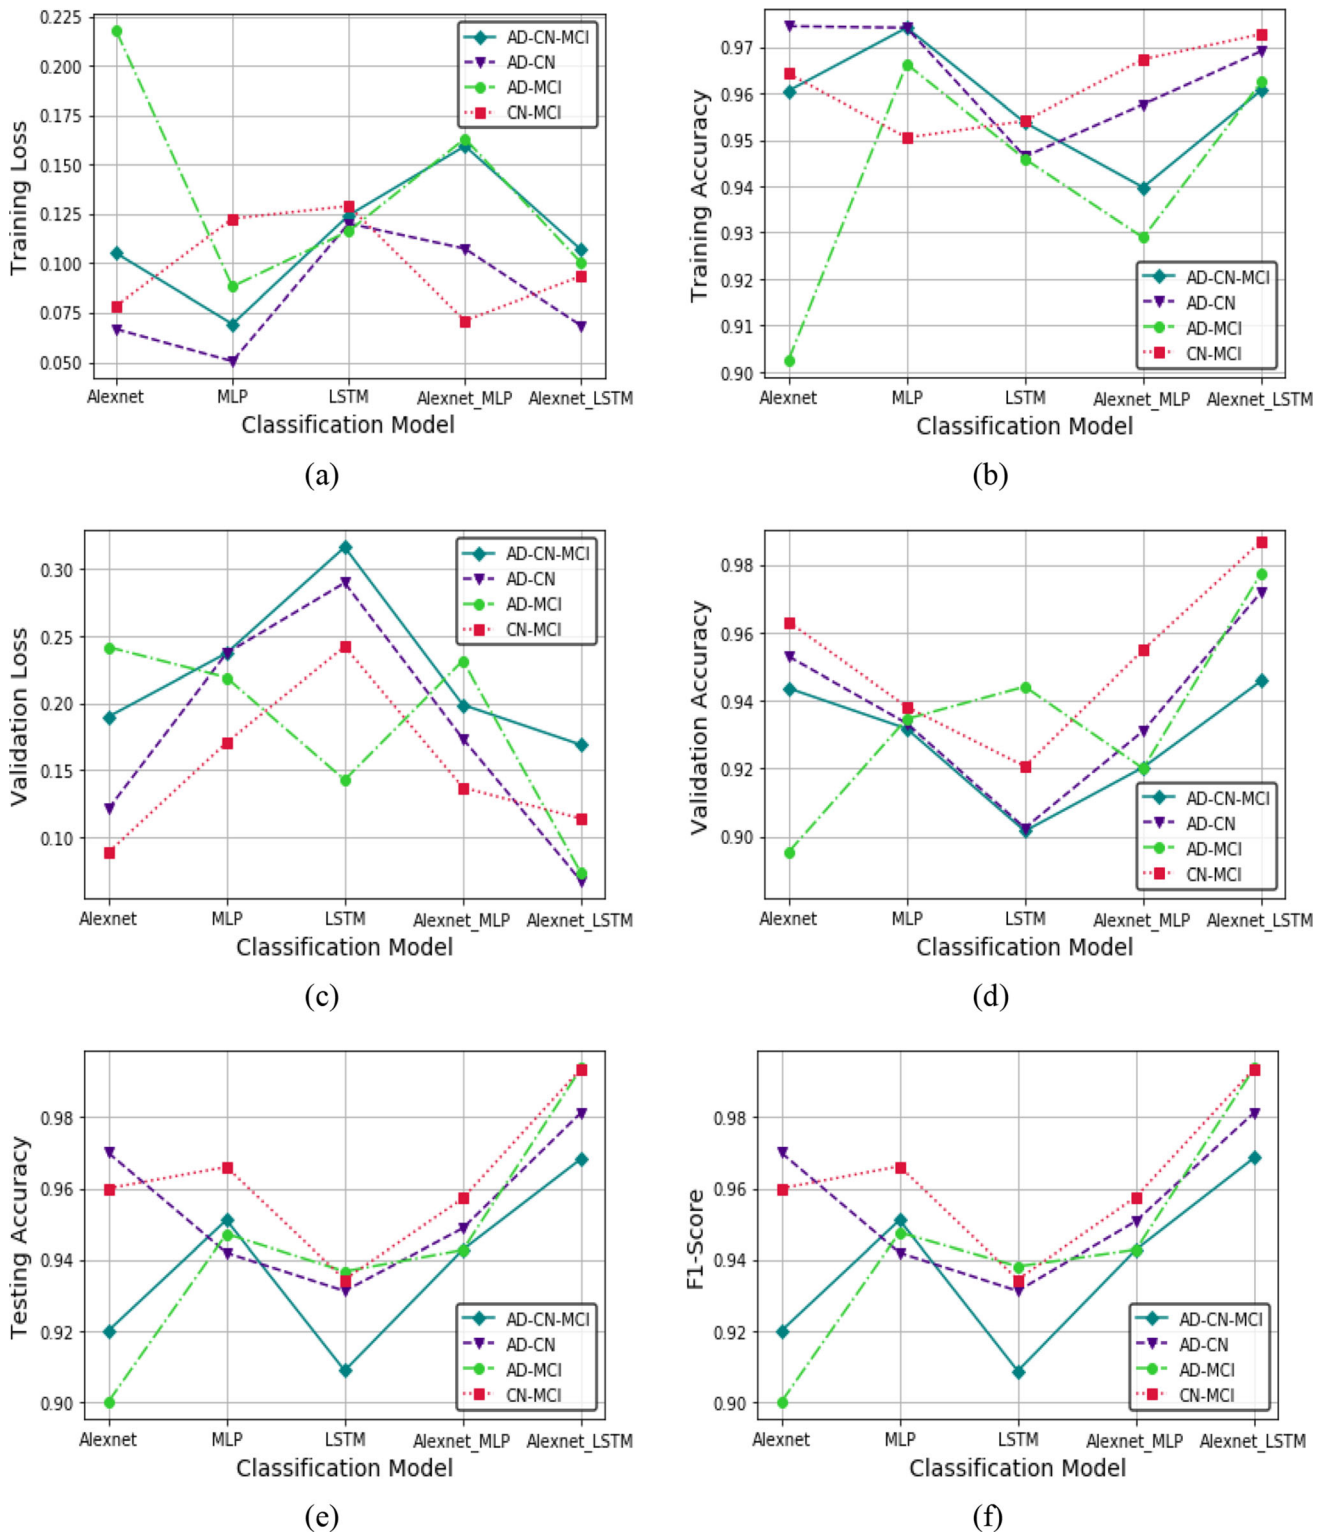 0.225
0.200
0.175
0.150
0.125
0.100
0.075
0.050
Training Loss
AD-CN-MCI
AD-CN
AD-MCI
CN-MCI
Alexnet MLP LSTM Alexnet_MLP Alexnet_LSTM
Classification Model
(a)
0.97
0.96
0.95
0.94
0.93
0.92
0.91
0.90
Training Accuracy
AD-CN-MCI
AD-CN
AD-MCI
CN-MCI
Alexnet MLP LSTM Alexnet_MLP Alexnet_LSTM
Classification Model
(b)
0.30
0.25
0.20
0.15
0.10
Validation Loss
AD-CN-MCI
AD-CN
AD-MCI
CN-MCI
Alexnet MLP LSTM Alexnet_MLP Alexnet_LSTM
Classification Model
(c)
0.98
0.96
0.94
0.92
0.90
Validation Accuracy
AD-CN-MCI
AD-CN
AD-MCI
CN-MCI
Alexnet MLP LSTM Alexnet_MLP Alexnet_LSTM
Classification Model
(d)
0.98
0.96
0.94
0.92
0.90
Testing Accuracy
AD-CN-MCI
AD-CN
AD-MCI
CN-MCI
Alexnet MLP LSTM Alexnet_MLP Alexnet_LSTM
Classification Model
(e)
0.98
0.96
0.94
0.92
0.90
F1-Score
AD-CN-MCI
AD-CN
AD-MCI
CN-MCI
Alexnet MLP LSTM Alexnet_MLP Alexnet_LSTM
Classification Model
(f)